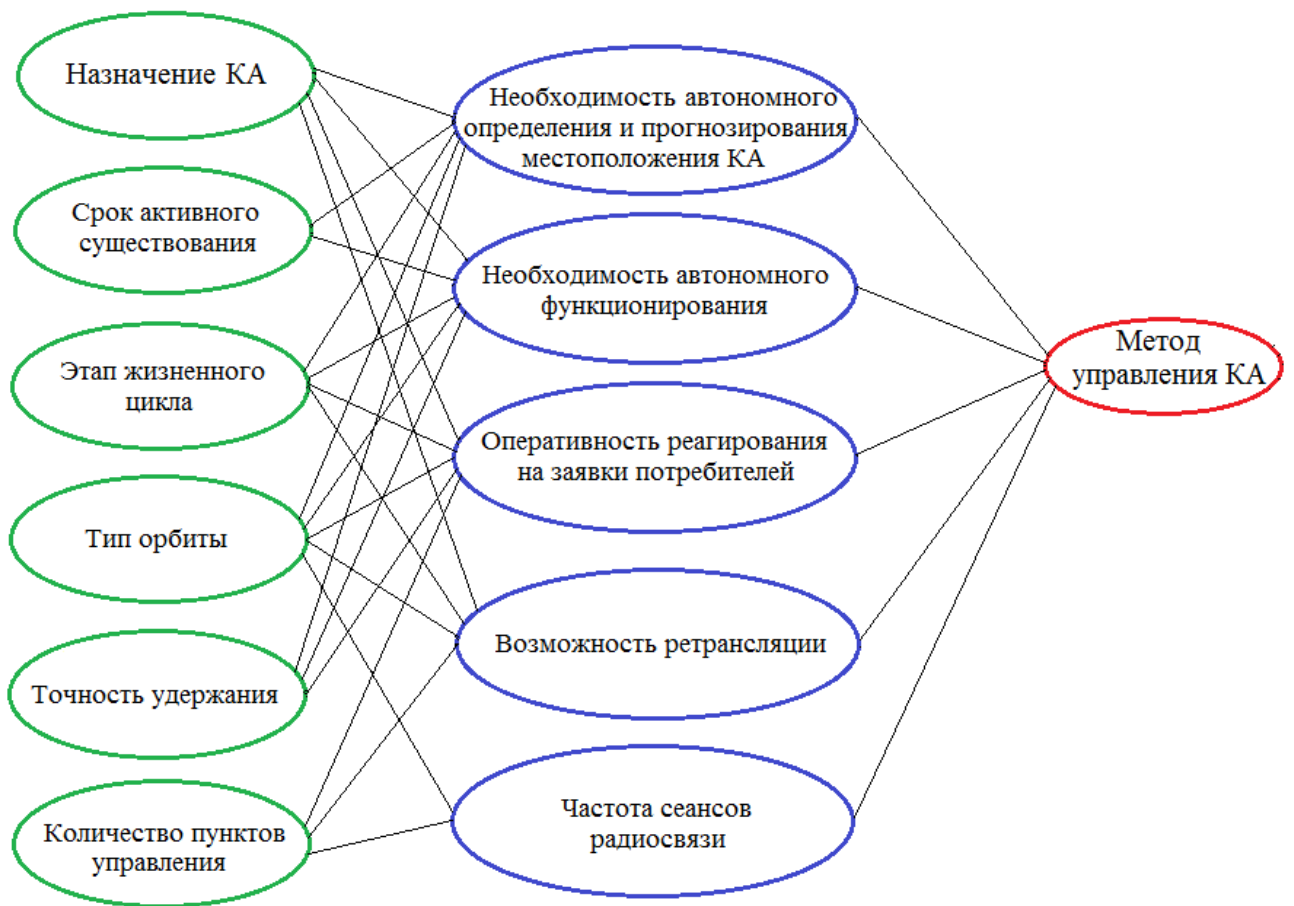 Назначение КА
Срок активного
существования
Этап жизненного
цикла
Тип орбиты
Точность удержания
Количество пунктов
управления
Необходимость автономного
определения и прогнозирования
местоположения КА
Необходимость автономного
функционирования
Оперативность реагирования
на заявки потребителей
Возможность ретрансляции
Частота сеансов
радиосвязи
Метод
управления КА